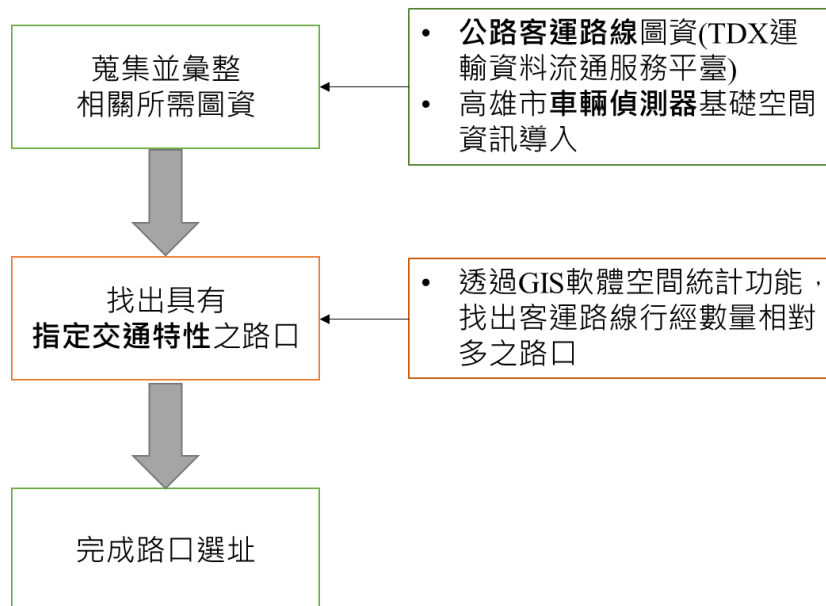 蒐集並彙整
相關所需圖資
• 公路客運路線圖資(TDX運
輸資料流通服務平臺)
• 高雄市車輛偵測器基礎空間
資訊導入
找出具有
指定交通特性之路口
• 透過GIS軟體空間統計功能，
找出客運路線行經數量相對
多之路口
完成路口選址